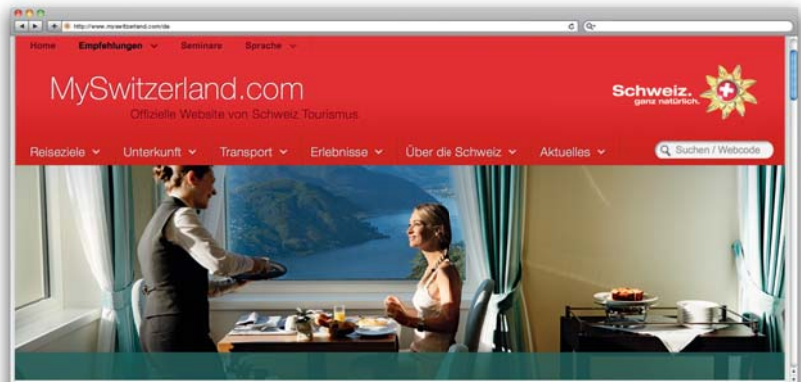 http://www.myswitzerland.com/de
Home Empfehlungen Seminare Sprache
MySwitzerland.com
Offizielle Website von Schweiz Tourismus
Schweiz.
ganz natürlich.
Reiseziele Unterkunft Transport Erlebnisse Über die Schweiz Aktuelles Suchen / Webcode